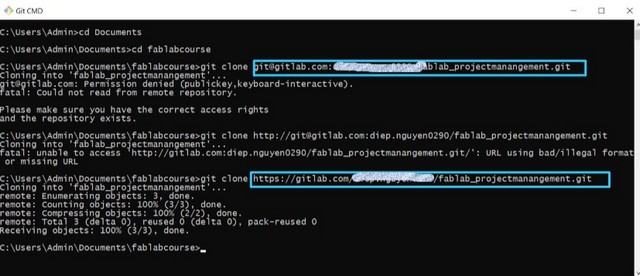 Git CMD
C:\Users\Admin>cd Documents
C:\Users\Admin\Documents>cd fablabcourse
C:\Users\Admin\Documents\fablabcourse>git clone git@gitlab.com: ablab_projectmanangement.git
Cloning into 'fablab_projectmanangement'...
git@gitlab.com: Permission denied (publickey,keyboard-interactive).
fatal: Could not read from remote repository.
Please make sure you have the correct access rights
and the repository exists.
C:\Users\Admin\Documents\fablabcourse>git clone http://git@gitlab.com:diep.nguyen0290/fablab_projectmanangement.git
Cloning into 'fablab_projectmanangement'...
fatal: unable to access 'http://gitlab.com:diep.nguyen0290/fablab_projectmanangement.git/': URL using bad/illegal format
or missing URL
C:\Users\Admin\Documents\fablabcourse>git clone https://gitlab.com/ /fablab_projectmanangement.git
Cloning into 'fablab_projectmanangement'...
remote: Enumerating objects: 3, done.
remote: Counting objects: 100% (3/3), done.
remote: Compressing objects: 100% (2/2), done.
remote: Total 3 (delta 0), reused 0 (delta 0), pack-reused 0
Receiving objects: 100% (3/3), done.
C:\Users\Admin\Documents\fablabcourse>